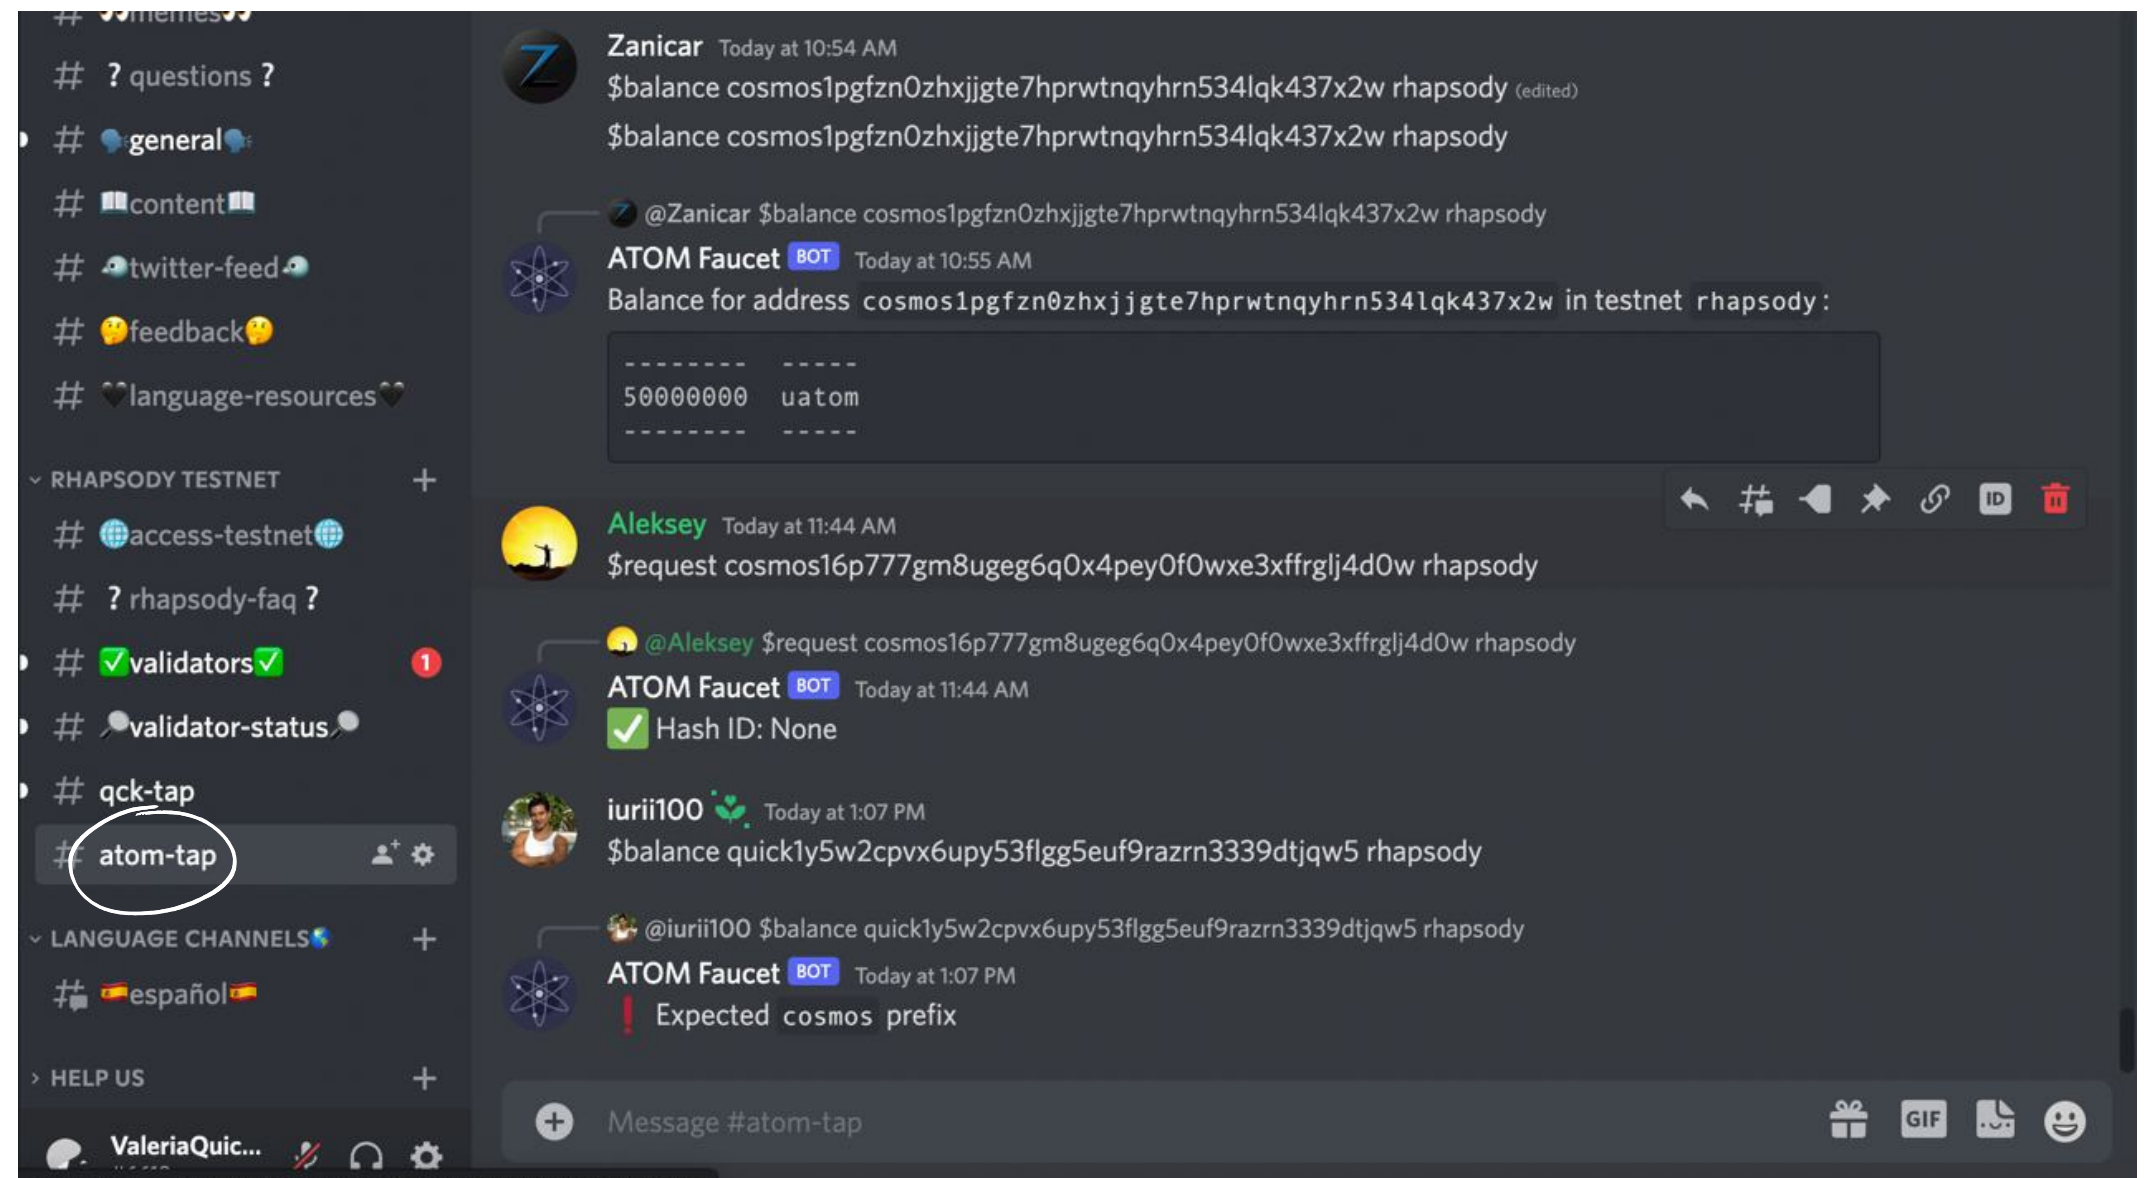 memes
? questions ?
general
content
twitter-feed
feedback
language-resources
RHAPSODY TESTNET
access-testnet
? rhapsody-faq ?
validators
1
validator-status
qck-tap
atom-tap
LANGUAGE CHANNELS
español
HELP US
ValeriaQuic...
Zanicar Today at 10:54 AM
$balance cosmos1pgfzn0zhxjjgte7hprwtnqyhrn534lqk437x2w rhapsody (edited)
$balance cosmos1pgfzn0zhxjjgte7hprwtnqyhrn534lqk437x2w rhapsody
@Zanicar $balance cosmos1pgfzn0zhxjjgte7hprwtnqyhrn534lqk437x2w rhapsody
ATOM Faucet BOT Today at 10:55 AM
Balance for address cosmos1pgfzn0zhxjjgte7hprwtnqyhrn534lqk437x2w in testnet rhapsody:
-------- -----
50000000 uatom
-------- -----
ID
Aleksey Today at 11:44 AM
$request cosmos16p777gm8ugeg6q0x4pey0f0wxe3xffrglj4d0w rhapsody
@Aleksey $request cosmos16p777gm8ugeg6q0x4pey0f0wxe3xffrglj4d0w rhapsody
ATOM Faucet BOT Today at 11:44 AM
Hash ID: None
iurii100 Today at 1:07 PM
$balance quick1y5w2cpvx6upy53flgg5euf9razrn3339dtjqw5 rhapsody
@iurii100 $balance quick1y5w2cpvx6upy53flgg5euf9razrn3339dtjqw5 rhapsody
ATOM Faucet BOT Today at 1:07 PM
Expected cosmos prefix
Message #atom-tap
GIF